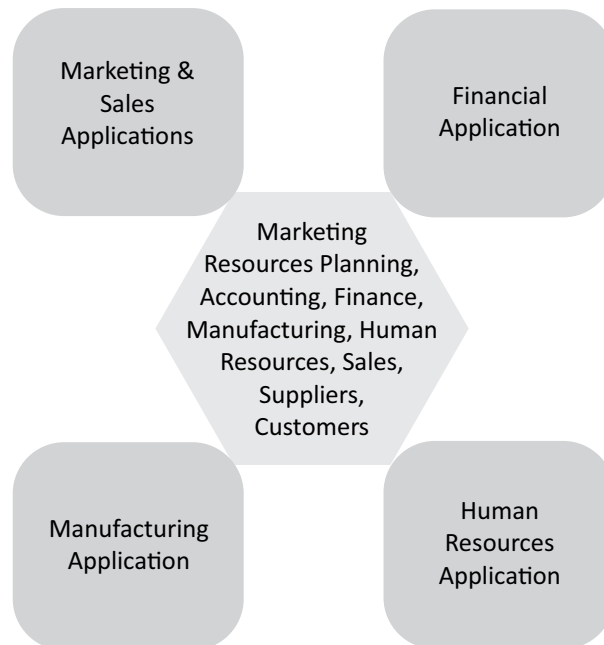 Marketing &
Sales
Applications
Financial
Application
Marketing
Resources Planning,
Accounting, Finance,
Manufacturing, Human
Resources, Sales,
Suppliers,
Customers
Manufacturing
Application
Human
Resources
Application